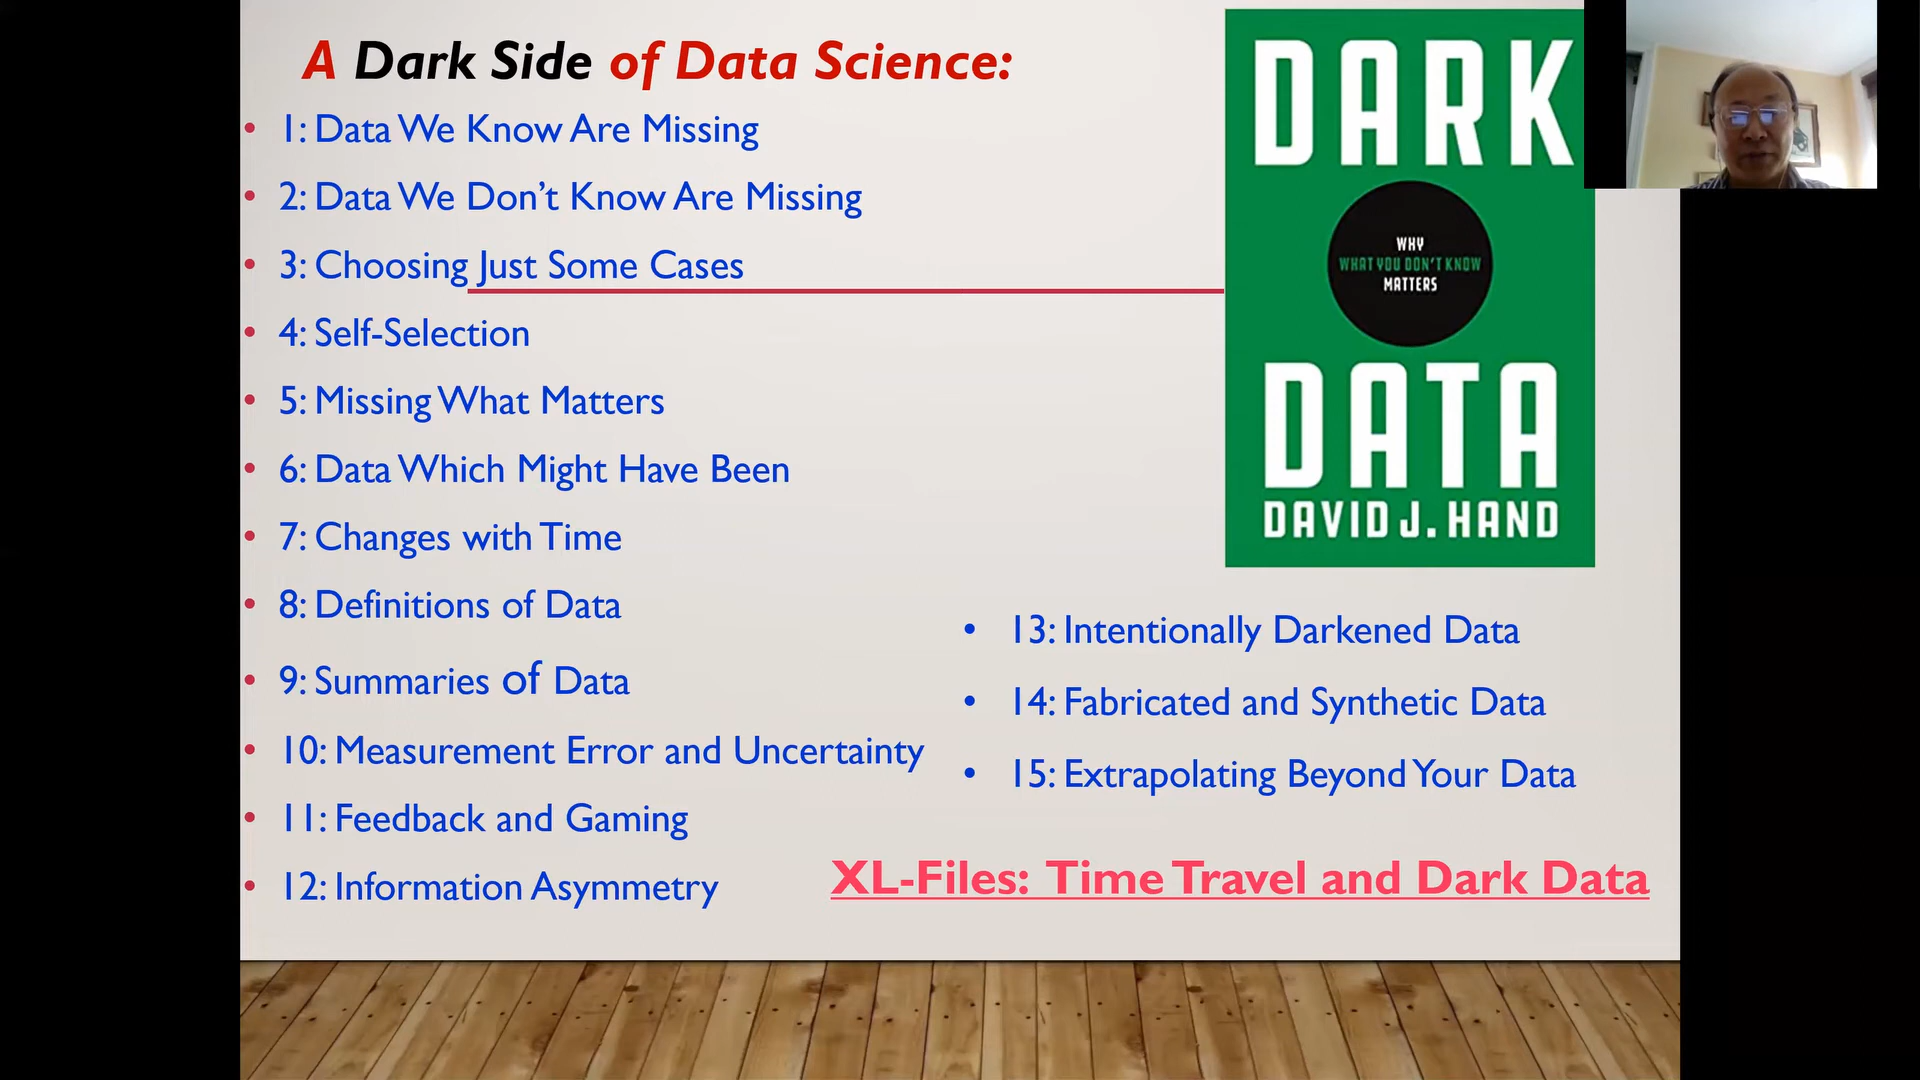 A Dark Side of Data Science:
• 1: Data We Know Are Missing
• 2: Data We Don’t Know Are Missing
• 3: Choosing Just Some Cases
• 4: Self-Selection
• 5: Missing What Matters
• 6: Data Which Might Have Been
• 7: Changes with Time
• 8: Definitions of Data
• 9: Summaries of Data
• 10: Measurement Error and Uncertainty
• 11: Feedback and Gaming
• 12: Information Asymmetry
DARK
WHY
WHAT YOU DON'T KNOW
MATTERS
DATA
DAVID J. HAND
• 13: Intentionally Darkened Data
• 14: Fabricated and Synthetic Data
• 15: Extrapolating Beyond Your Data
XL-Files: Time Travel and Dark Data